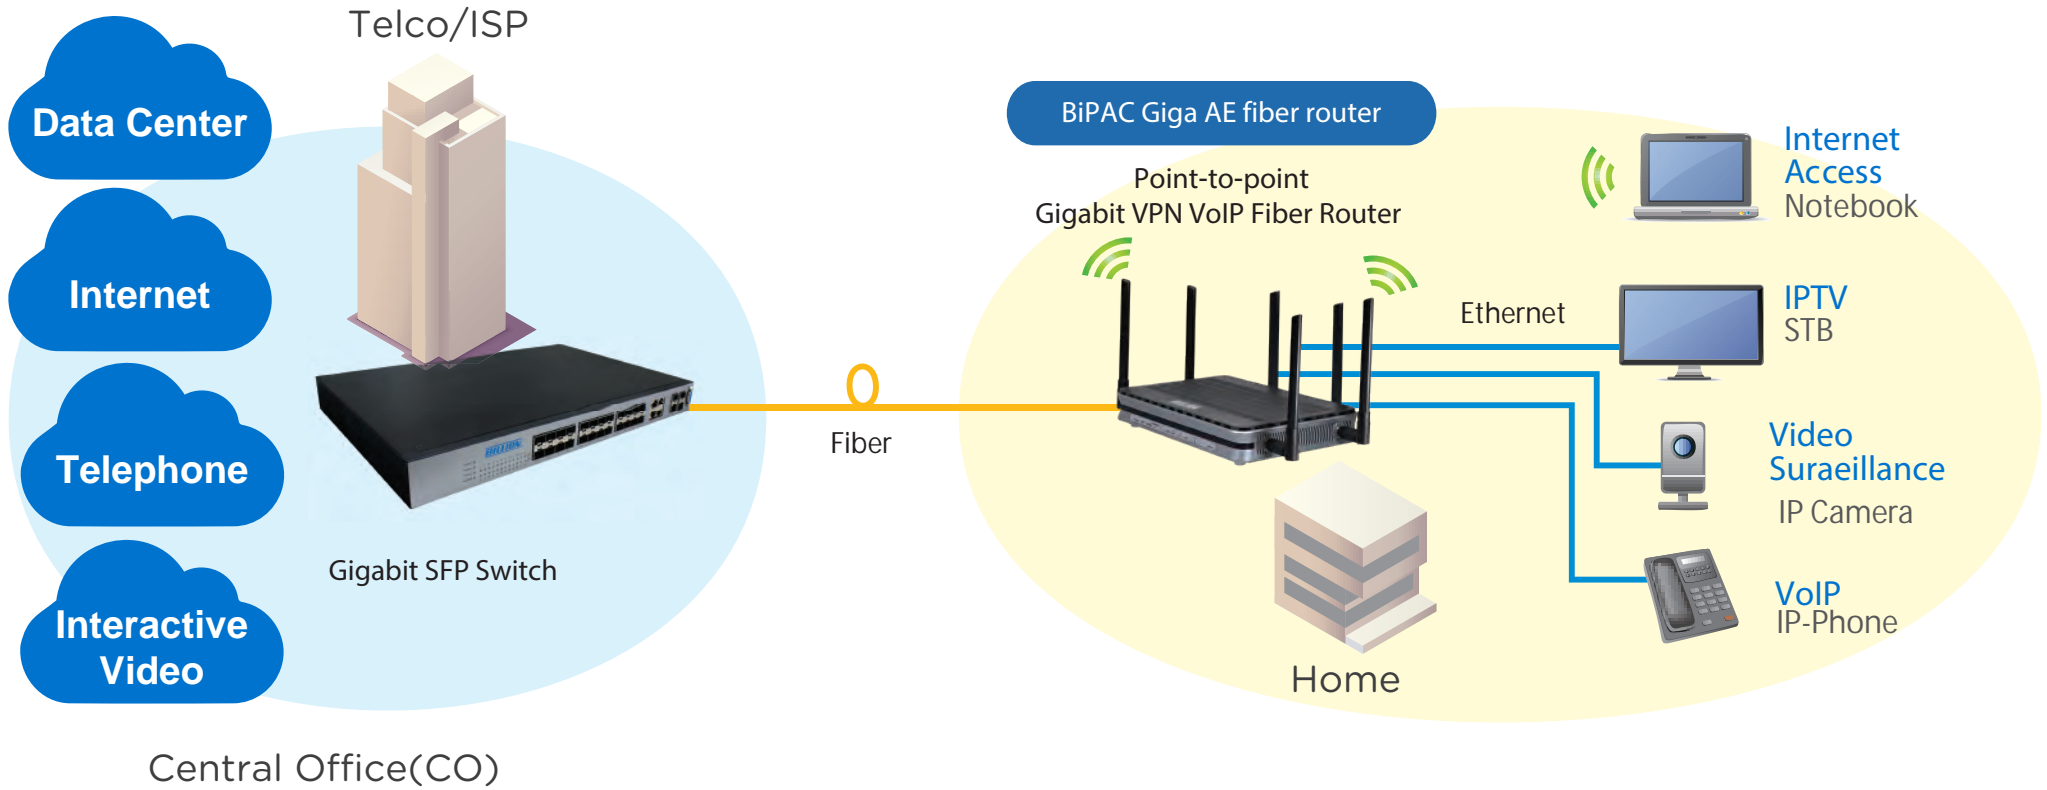 Telco/ISP
Data Center
Internet
Telephone
Interactive
Video
BILLION
Gigabit SFP Switch
Central Office(CO)
Fiber
BiPAC Giga AE fiber router
Point-to-point
Gigabit VPN VoIP Fiber Router
Ethernet
Home
Internet
Access
Notebook
IPTV
STB
Video
Suraeillance
IP Camera
VoIP
IP-Phone